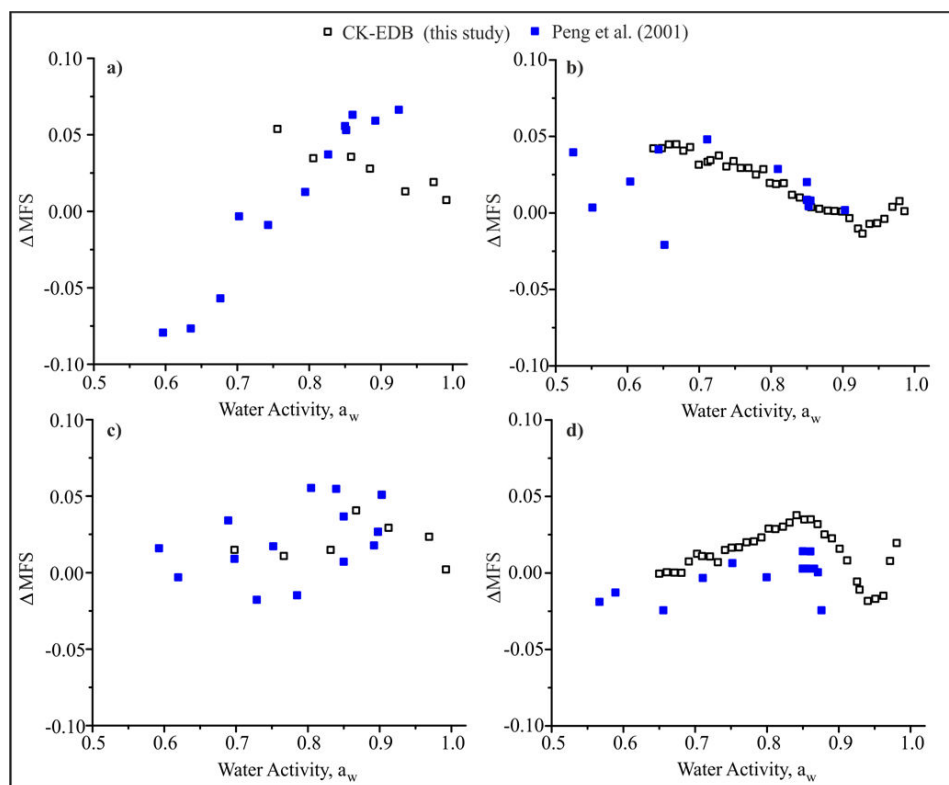 CK-EDB (this study) Peng et al. (2001)
a)
0.10
0.05
0.00
-0.05
-0.10
ΔMFS
0.5 0.6 0.7 0.8 0.9 1.0
Water Activity, aw
b)
0.10
0.05
0.00
-0.05
-0.10
ΔMFS
0.5 0.6 0.7 0.8 0.9 1.0
Water Activity, aw
c)
0.10
0.05
0.00
-0.05
-0.10
ΔMFS
0.5 0.6 0.7 0.8 0.9 1.0
Water Activity, aw
d)
0.10
0.05
0.00
-0.05
-0.10
ΔMFS
0.5 0.6 0.7 0.8 0.9 1.0
Water Activity, aw